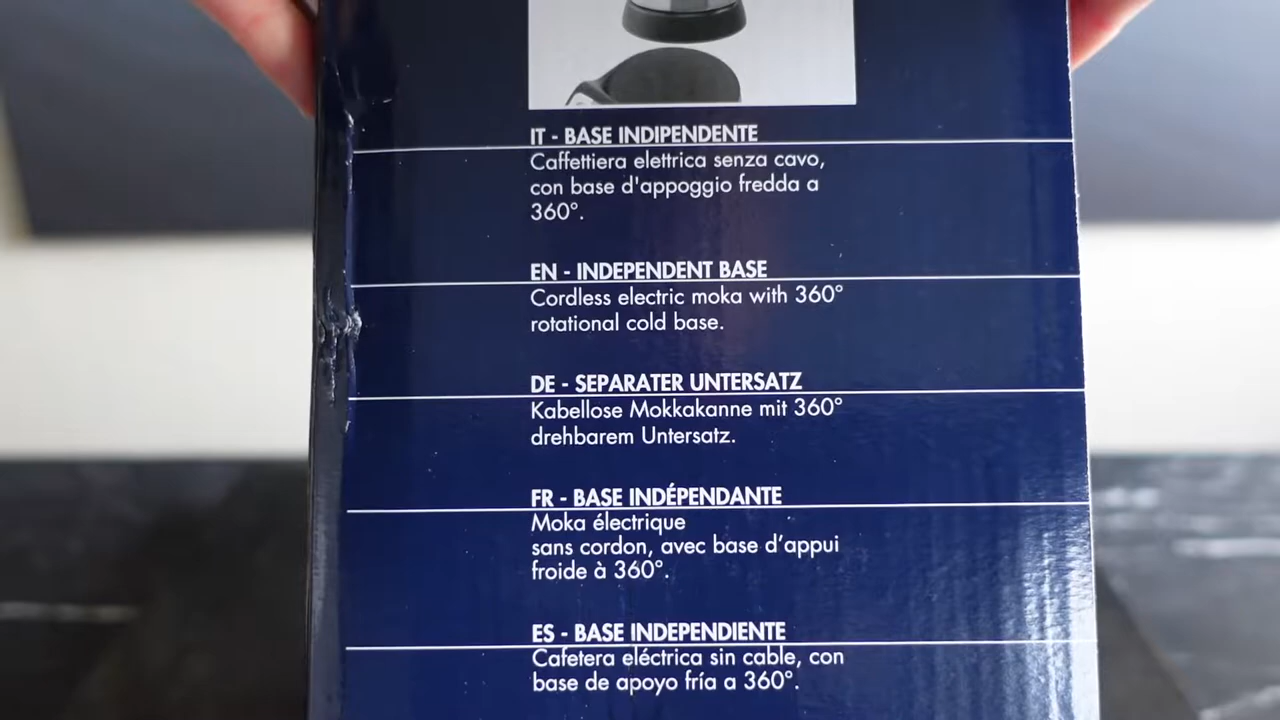 IT - BASE INDIPENDENTE
Caffettiera elettrica senza cavo,
con base d'appoggio fredda a
360°.
EN - INDEPENDENT BASE
Cordless electric moka with 360°
rotational cold base.
DE - SEPARATER UNTERSATZ
Kabellose Mokkakanne mit 360°
drehbarem Untersatz.
FR - BASE INDÉPENDANTE
Moka électrique
sans cordon, avec base d’appui
froide à 360°.
ES - BASE INDEPENDIENTE
Cafetera eléctrica sin cable, con
base de apoyo fría a 360°.